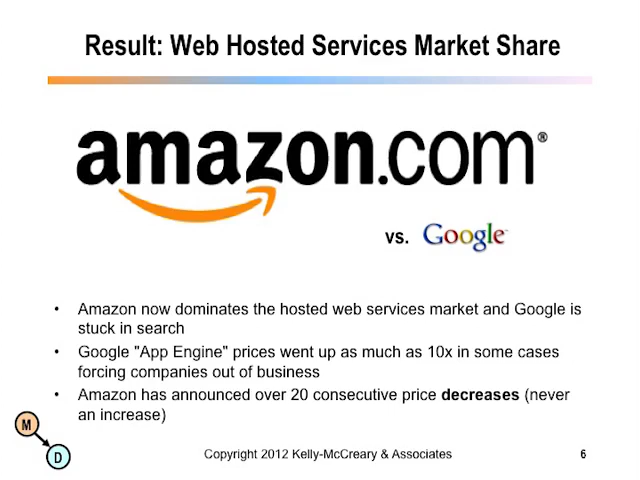 Result: Web Hosted Services Market Share
amazon.com®
vs. Google™
• Amazon now dominates the hosted web services market and Google is
stuck in search
• Google "App Engine" prices went up as much as 10x in some cases
forcing companies out of business
• Amazon has announced over 20 consecutive price decreases (never
an increase)
M
D
Copyright 2012 Kelly-McCreary & Associates
6